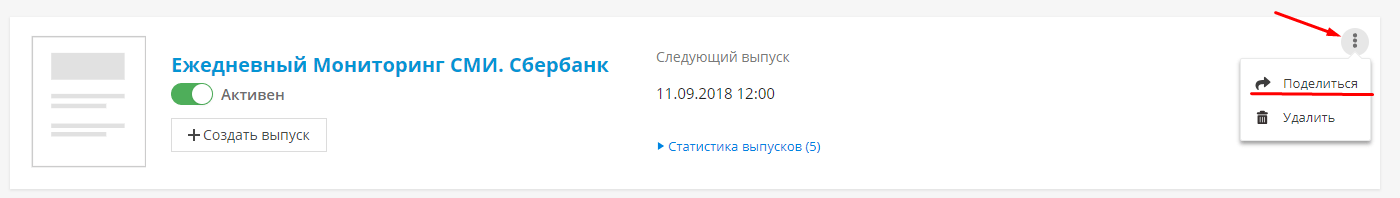 Ежедневный Мониторинг СМИ. Сбербанк
Активен
Создать выпуск
Следующий выпуск
11.09.2018 12:00
Статистика выпусков (5)
Поделиться
Удалить